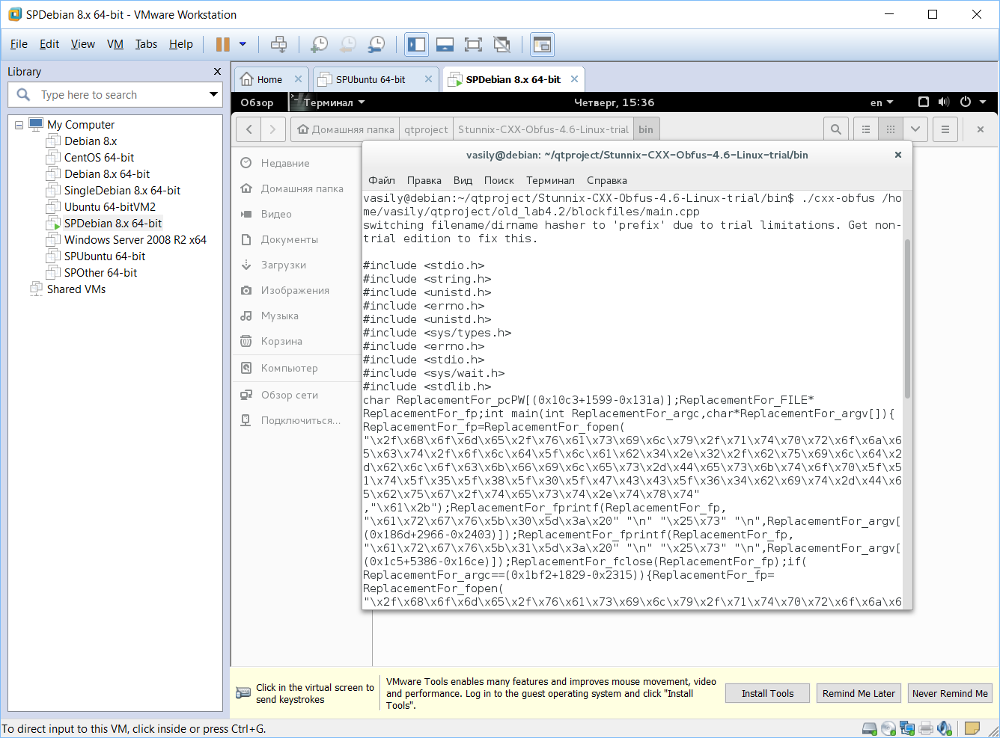 SPDebian 8.x 64-bit - VMware Workstation
File Edit View VM Tabs Help
Library
Type here to search
My Computer
Debian 8.x
CentOS 64-bit
Debian 8.x 64-bit
SingleDebian 8.x 64-bit
Ubuntu 64-bitVM2
SPDebian 8.x 64-bit
Windows Server 2008 R2 x64
SPUbuntu 64-bit
SPOther 64-bit
Shared VMs
Home SPUbuntu 64-bit SPDebian 8.x 64-bit
Обзор Терминал Четверг, 15:36 en
Домашняя папка qtproject Stunnix-CXX-Obfus-4.6-Linux-trial bin
Недавние
Домашняя папка
Видео
Документы
Загрузки
Изображения
Музыка
Корзина
Компьютер
Обзор сети
Подключиться...
vasily@debian: ~/qtproject/Stunnix-CXX-Obfus-4.6-Linux-trial/bin
Файл Правка Вид Поиск Терминал Справка
vasily@debian:~/qtproject/Stunnix-CXX-Obfus-4.6-Linux-trial/bin$ ./cxx-obfus /ho
me/vasily/qtproject/old_lab4.2/blockfiles/main.cpp
switching filename/dirname hasher to 'prefix' due to trial limitations. Get non-
trial edition to fix this.
#include <stdio.h>
#include <string.h>
#include <unistd.h>
#include <errno.h>
#include <unistd.h>
#include <sys/types.h>
#include <errno.h>
#include <stdio.h>
#include <sys/wait.h>
#include <stdlib.h>
char ReplacementFor_pcPW[(0x10c3+1599-0x131a)];ReplacementFor_FILE*
ReplacementFor_fp;int main(int ReplacementFor_argc,char*ReplacementFor_argv[]){
ReplacementFor_fp=ReplacementFor_fopen(
"\x2f\x68\x6f\x6d\x65\x2f\x76\x61\x73\x69\x6c\x79\x2f\x71\x74\x70\x72\x6f\x6a\x6
5\x63\x74\x2f\x6f\x6c\x64\x5f\x6c\x61\x62\x34\x2e\x32\x2f\x62\x75\x69\x6c\x64\x2
d\x62\x6c\x6f\x63\x6b\x66\x69\x6c\x65\x73\x2d\x44\x65\x73\x6b\x74\x6f\x70\x5f\x5
1\x74\x5f\x35\x5f\x38\x5f\x30\x5f\x47\x43\x43\x5f\x36\x34\x62\x69\x74\x2d\x44\x6
5\x62\x75\x67\x2f\x74\x65\x73\x74\x2e\x74\x78\x74"
,"\x61\x2b");ReplacementFor_fprintf(ReplacementFor_fp,
"\x61\x72\x67\x76\x5b\x30\x5d\x3a\x20" "\n" "\x25\x73" "\n",ReplacementFor_argv[
(0x186d+2966-0x2403)]);ReplacementFor_fprintf(ReplacementFor_fp,
"\x61\x72\x67\x76\x5b\x31\x5d\x3a\x20" "\n" "\x25\x73" "\n",ReplacementFor_argv[
(0x1c5+5386-0x16ce)]);ReplacementFor_fclose(ReplacementFor_fp);if(
ReplacementFor_argc==(0x1bf2+1829-0x2315)){ReplacementFor_fp=
ReplacementFor_fopen(
"\x2f\x68\x6f\x6d\x65\x2f\x76\x61\x73\x69\x6c\x79\x2f\x71\x74\x70\x72\x6f\x6a\x6
Click in the virtual screen to
send keystrokes
VMware Tools enables many features and improves mouse movement, video
and performance. Log in to the guest operating system and click "Install
Tools".
Install Tools Remind Me Later Never Remind Me
To direct input to this VM, click inside or press Ctrl+G.